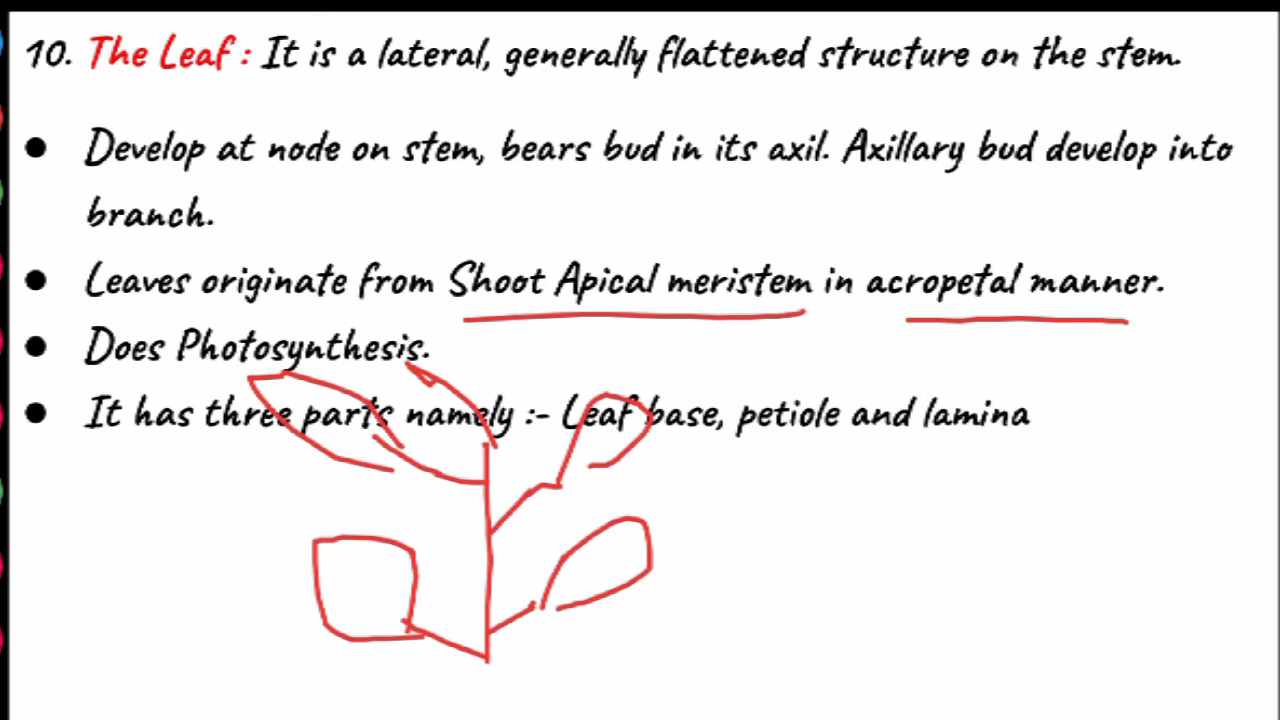 10. The Leaf : It is a lateral, generally flattened structure on the stem.
● Develop at node on stem, bears bud in its axil. Axillary bud develop into
branch.
● Leaves originate from Shoot Apical meristem in acropetal manner.
● Does Photosynthesis.
● It has three parts namely :- Leaf base, petiole and lamina